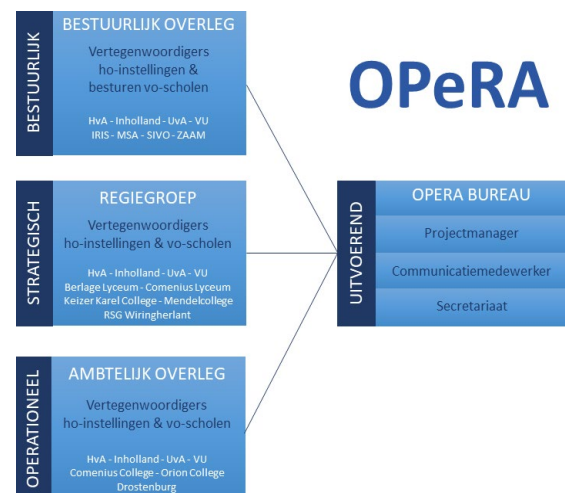 BESTUURLIJK
BESTUURLIJK OVERLEG
Vertegenwoordigers
ho-instellingen &
besturen vo-scholen
HvA - Inholland - UvA - VU
IRIS - MSA - SIVO - ZAAM
OPeRA
STRATEGISCH
REGIEGROEP
Vertegenwoordigers
ho-instellingen & vo-scholen
HvA - Inholland - UvA - VU
Berlage Lyceum - Comenius Lyceum
Keizer Karel College - Mendelcollege
RSG Wiringherlant
UITVOEREND
OPERA BUREAU
Projectmanager
Communicatiemedewerker
Secretariaat
OPERATIONEEL
AMBTELIJK OVERLEG
Vertegenwoordigers
ho-instellingen & vo-scholen
HvA - Inholland - UvA - VU
Comenius College - Orion College
Drostenburg